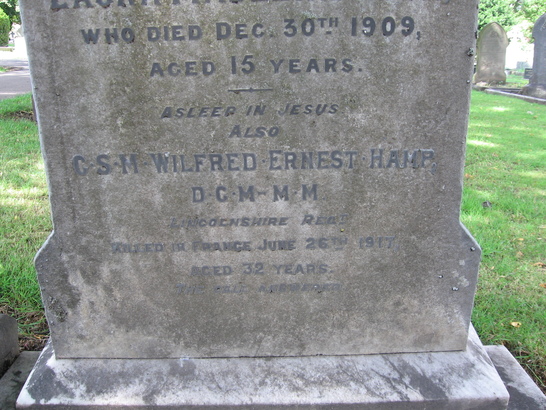 WHO DIED DEC. 30TH 1909,
AGED 15 YEARS.
ASLEEP IN JESUS
ALSO
C·S·M· WILFRED·ERNEST·HAMP,
D·C·M–M·M
LINCOLNSHIRE REGT
KILLED IN FRANCE JUNE 26TH 1917
AGED 32 YEARS.